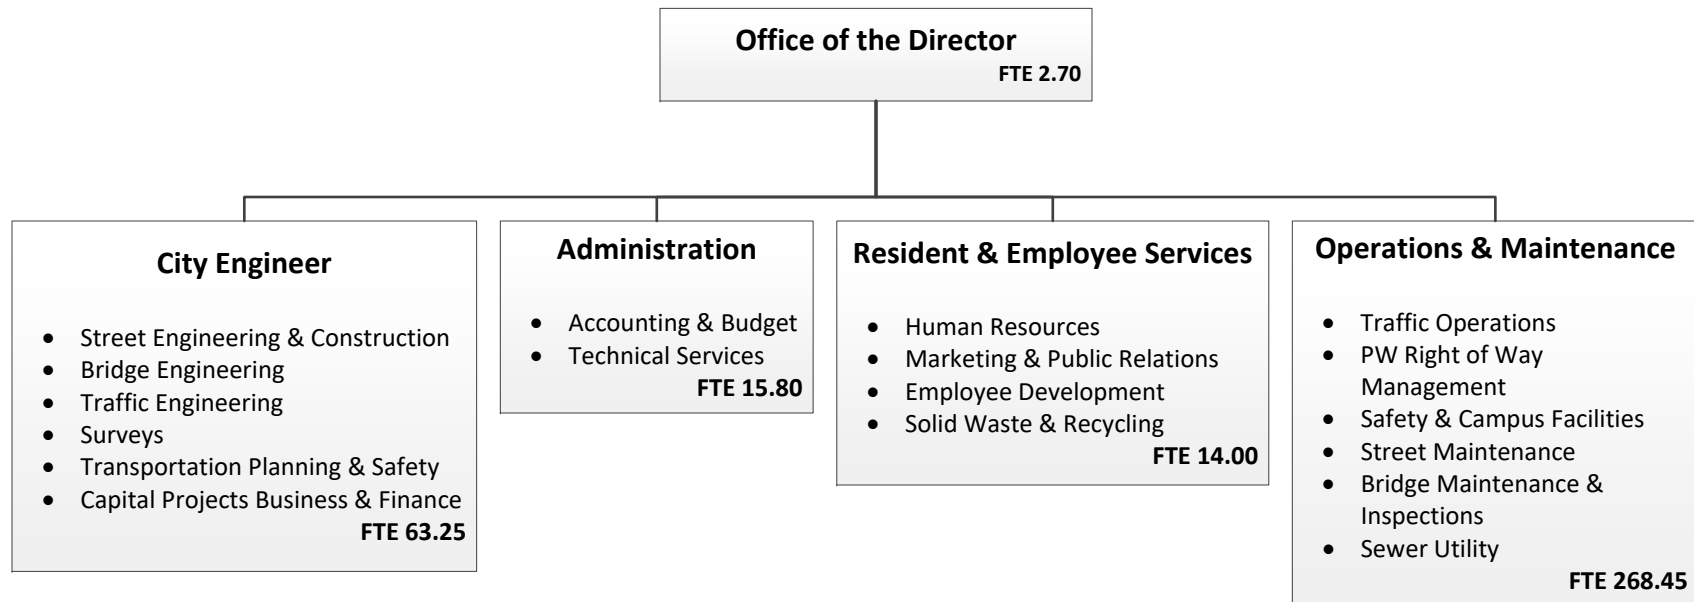 Office of the Director
FTE 2.70
City Engineer
• Street Engineering & Construction
• Bridge Engineering
• Traffic Engineering
• Surveys
• Transportation Planning & Safety
• Capital Projects Business & Finance
FTE 63.25
Administration
• Accounting & Budget
• Technical Services
FTE 15.80
Resident & Employee Services
• Human Resources
• Marketing & Public Relations
• Employee Development
• Solid Waste & Recycling
FTE 14.00
Operations & Maintenance
• Traffic Operations
• PW Right of Way
Management
• Safety & Campus Facilities
• Street Maintenance
• Bridge Maintenance &
Inspections
• Sewer Utility
FTE 268.45